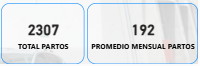 2307
TOTAL PARTOS
192
PROMEDIO MENSUAL PARTOS